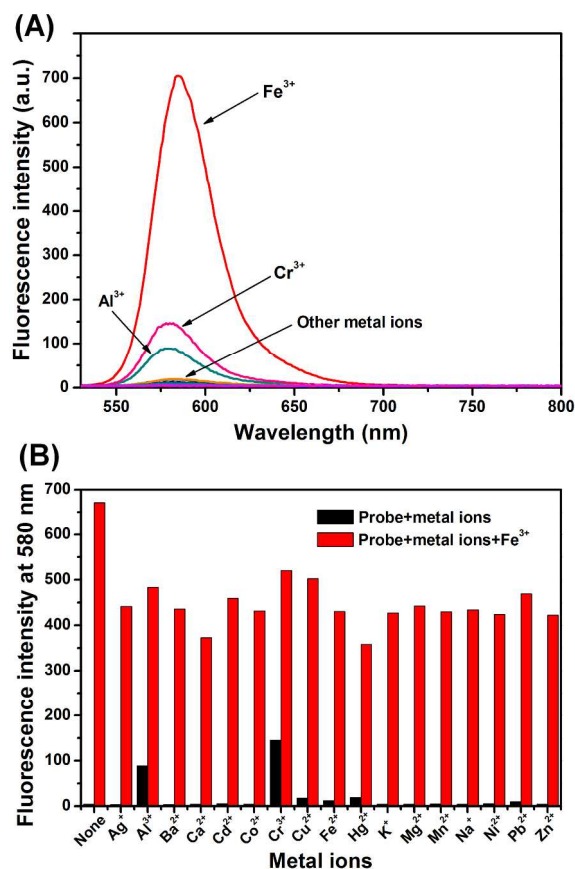 (A)
Fluorescence intensity (a.u.)
700
600
500
400
300
200
100
0
Fe³⁺
Cr³⁺
Al³⁺
Other metal ions
550 600 650 700 750 800
Wavelength (nm)
(B)
Fluorescence intensity at 580 nm
700
600
500
400
300
200
100
0
Probe+metal ions
Probe+metal ions+Fe³⁺
None Ag⁺ Al³⁺ Ba²⁺ Ca²⁺ Cd²⁺ Co²⁺ Cr³⁺ Cu²⁺ Fe²⁺ Hg²⁺ K⁺ Mg²⁺ Mn²⁺ Na⁺ Ni²⁺ Pb²⁺ Zn²⁺
Metal ions